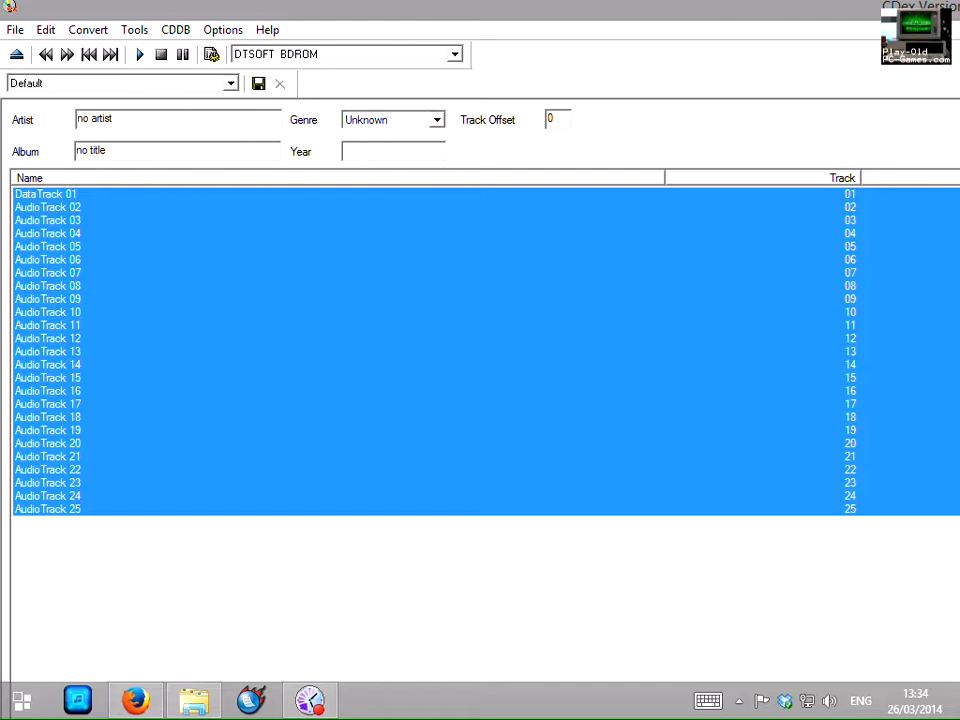 CDex Version
File Edit Convert Tools CDDB Options Help
Play-Old
PC-Games.com
DTSOFT BDROM
Default
Artist no artist Genre Unknown Track Offset 0
Album no title Year
Name Track
DataTrack 01 01
AudioTrack 02 02
AudioTrack 03 03
AudioTrack 04 04
AudioTrack 05 05
AudioTrack 06 06
AudioTrack 07 07
AudioTrack 08 08
AudioTrack 09 09
AudioTrack 10 10
AudioTrack 11 11
AudioTrack 12 12
AudioTrack 13 13
AudioTrack 14 14
AudioTrack 15 15
AudioTrack 16 16
AudioTrack 17 17
AudioTrack 18 18
AudioTrack 19 19
AudioTrack 20 20
AudioTrack 21 21
AudioTrack 22 22
AudioTrack 23 23
AudioTrack 24 24
AudioTrack 25 25
ENG
13:34
26/03/2014